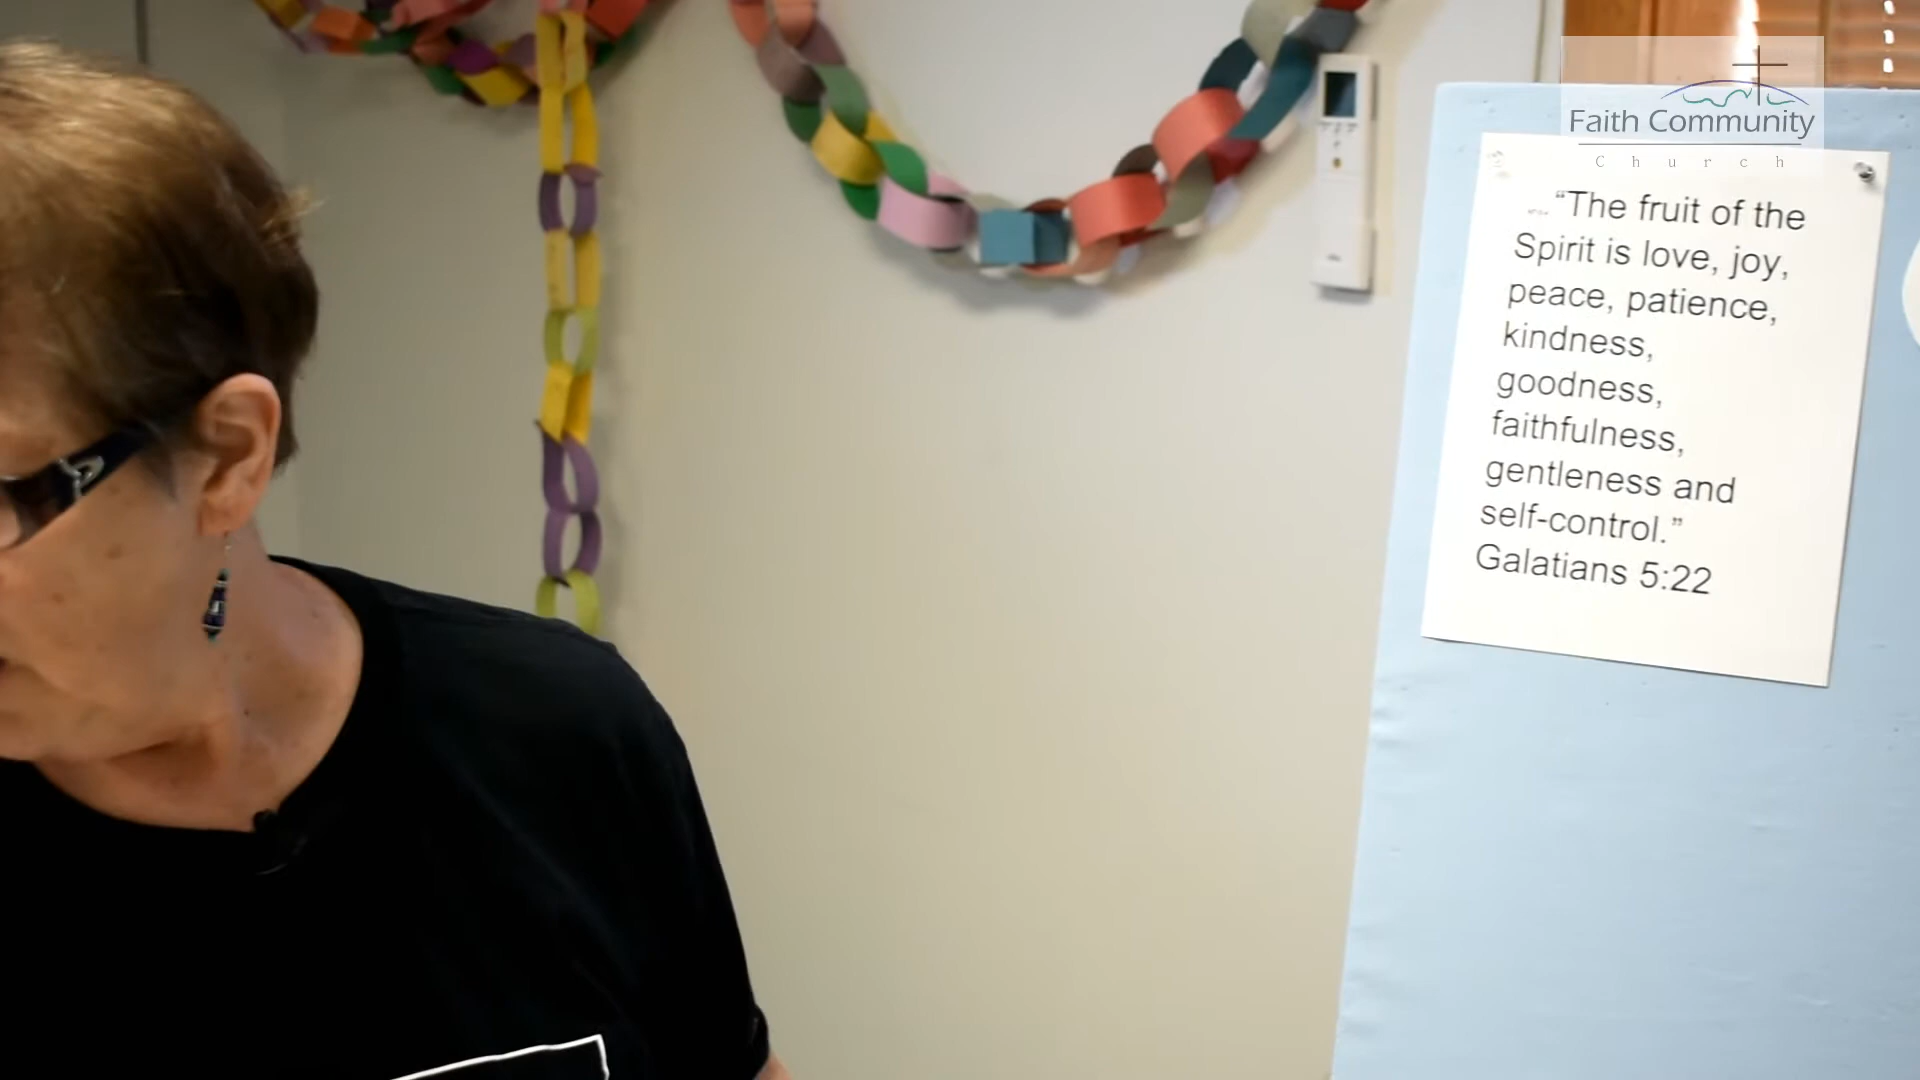 Faith Community
Church
“The fruit of the
Spirit is love, joy,
peace, patience,
kindness,
goodness,
faithfulness,
gentleness and
self-control.”
Galatians 5:22